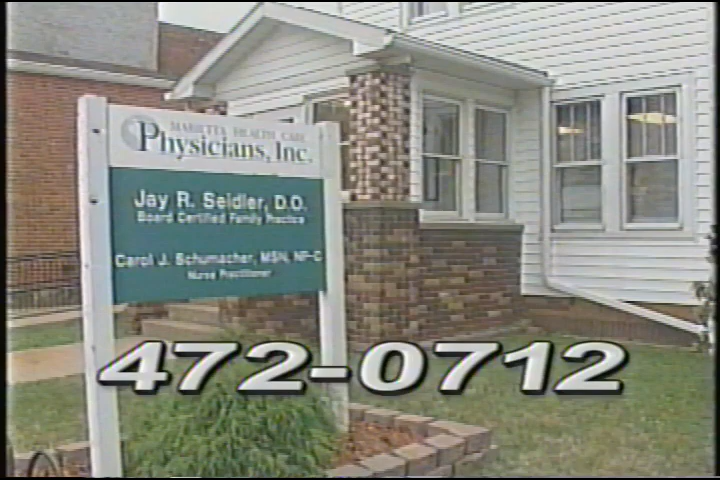 MARIETTA HEALTH CARE
Physicians, Inc.
Jay R. Seidler, D.O.
Board Certified Family Practice
Carol J. Schumacher, MSN, NP-C
Nurse Practitioner
472-0712